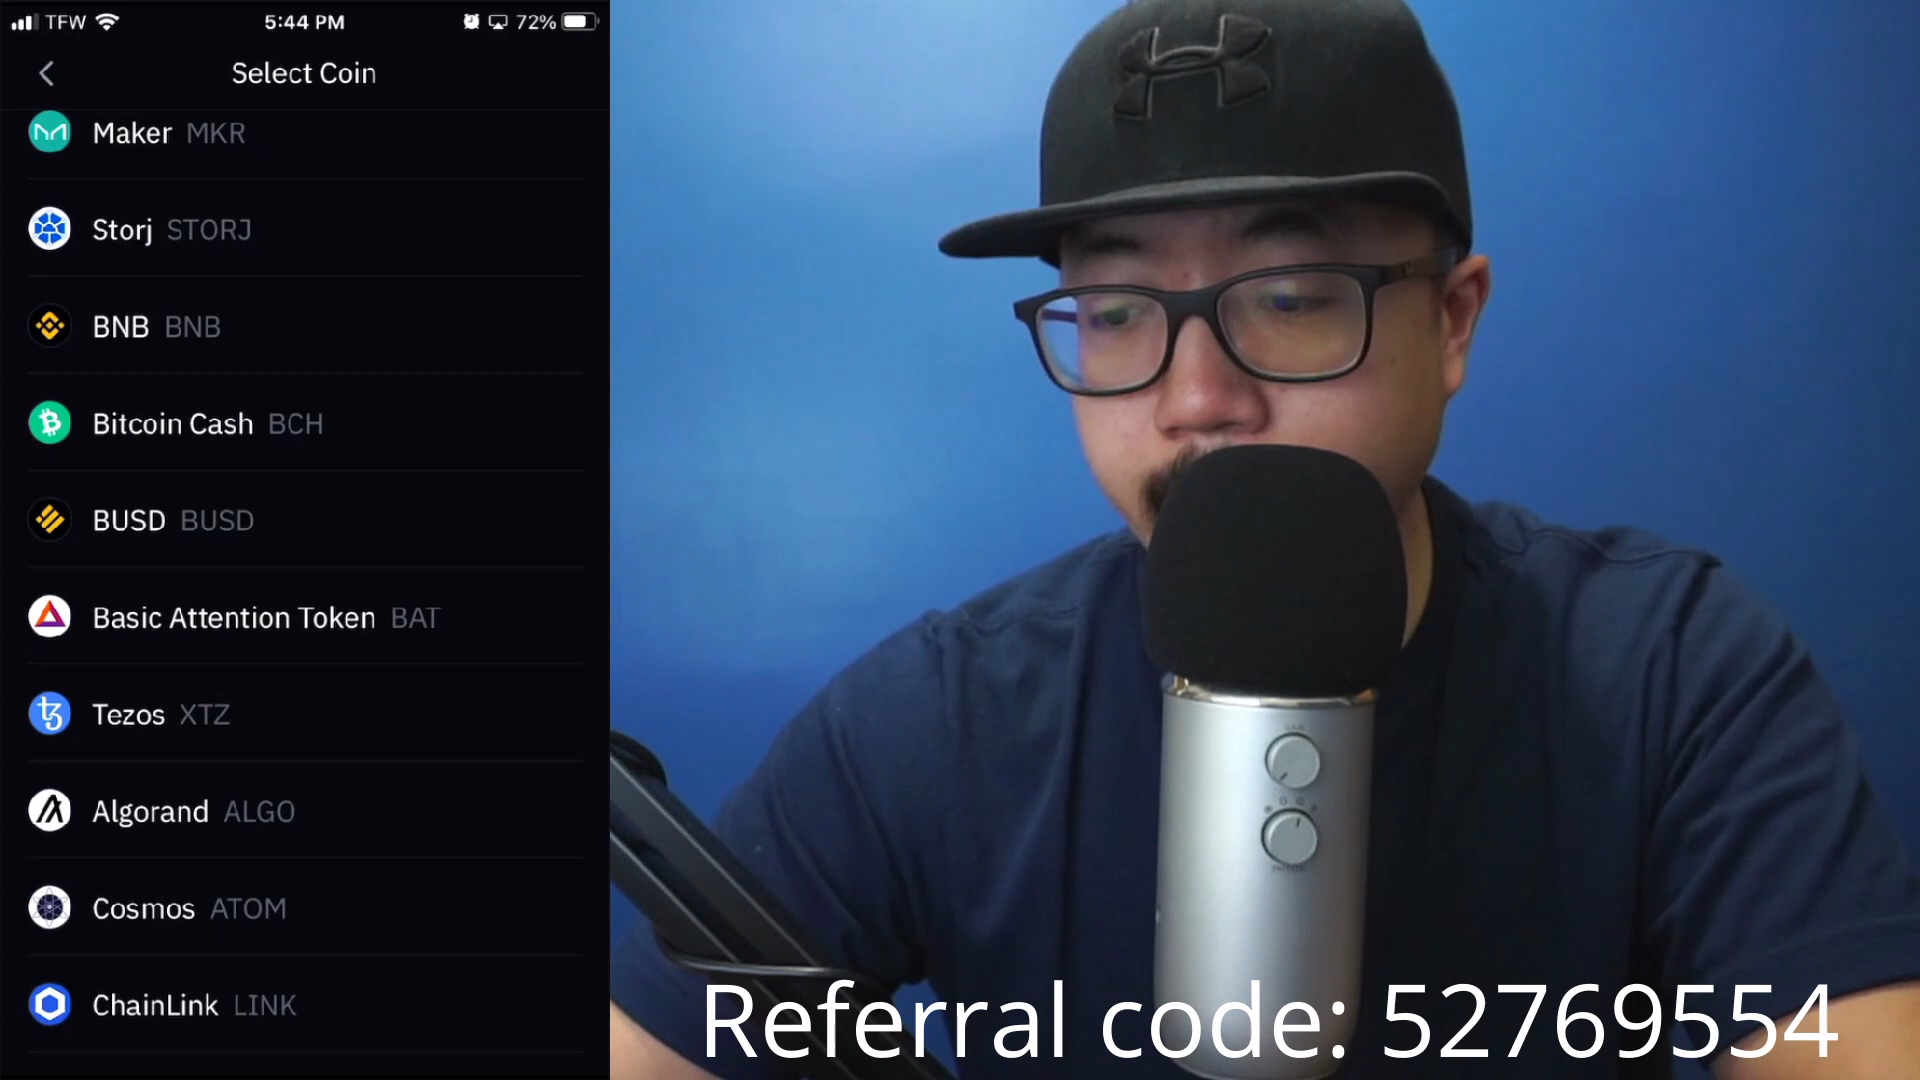 TFW 5:44 PM 72%
Select Coin
Maker MKR
Storj STORJ
BNB BNB
Bitcoin Cash BCH
BUSD BUSD
Basic Attention Token BAT
Tezos XTZ
Algorand ALGO
Cosmos ATOM
ChainLink LINK
Referral code: 52769554